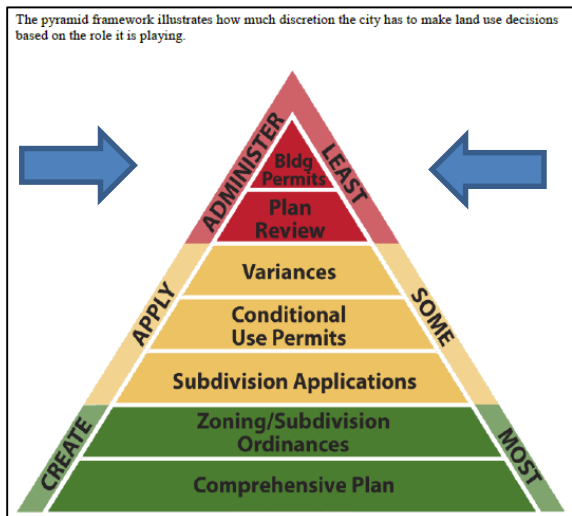 The pyramid framework illustrates how much discretion the city has to make land use decisions
based on the role it is playing.
ADMINISTER
LEAST
Bldg
Permits
Plan
Review
APPLY
SOME
Variances
Conditional
Use Permits
Subdivision Applications
CREATE
MOST
Zoning/Subdivision
Ordinances
Comprehensive Plan